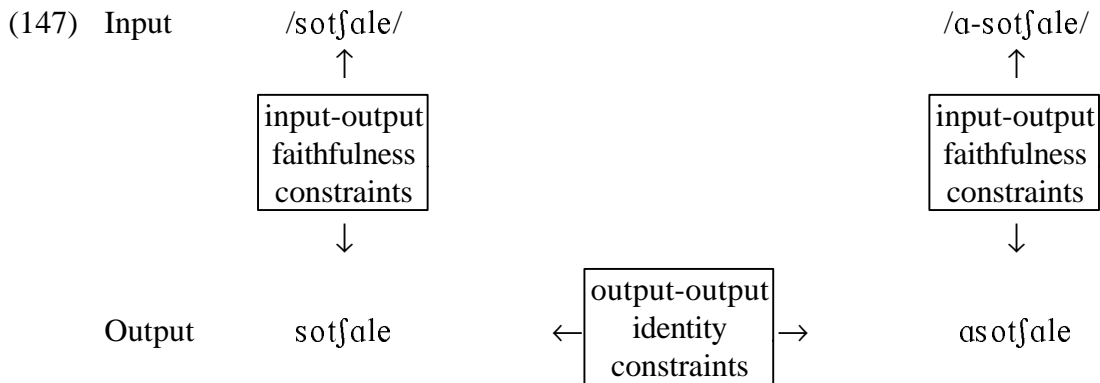 (147) Input /sotʃale/ /ɑ-sotʃale/
↑ ↑
input-output input-output
faithfulness faithfulness
constraints constraints
↓ ↓
output-output
Output sotʃale ← identity → ɑsotʃale
constraints